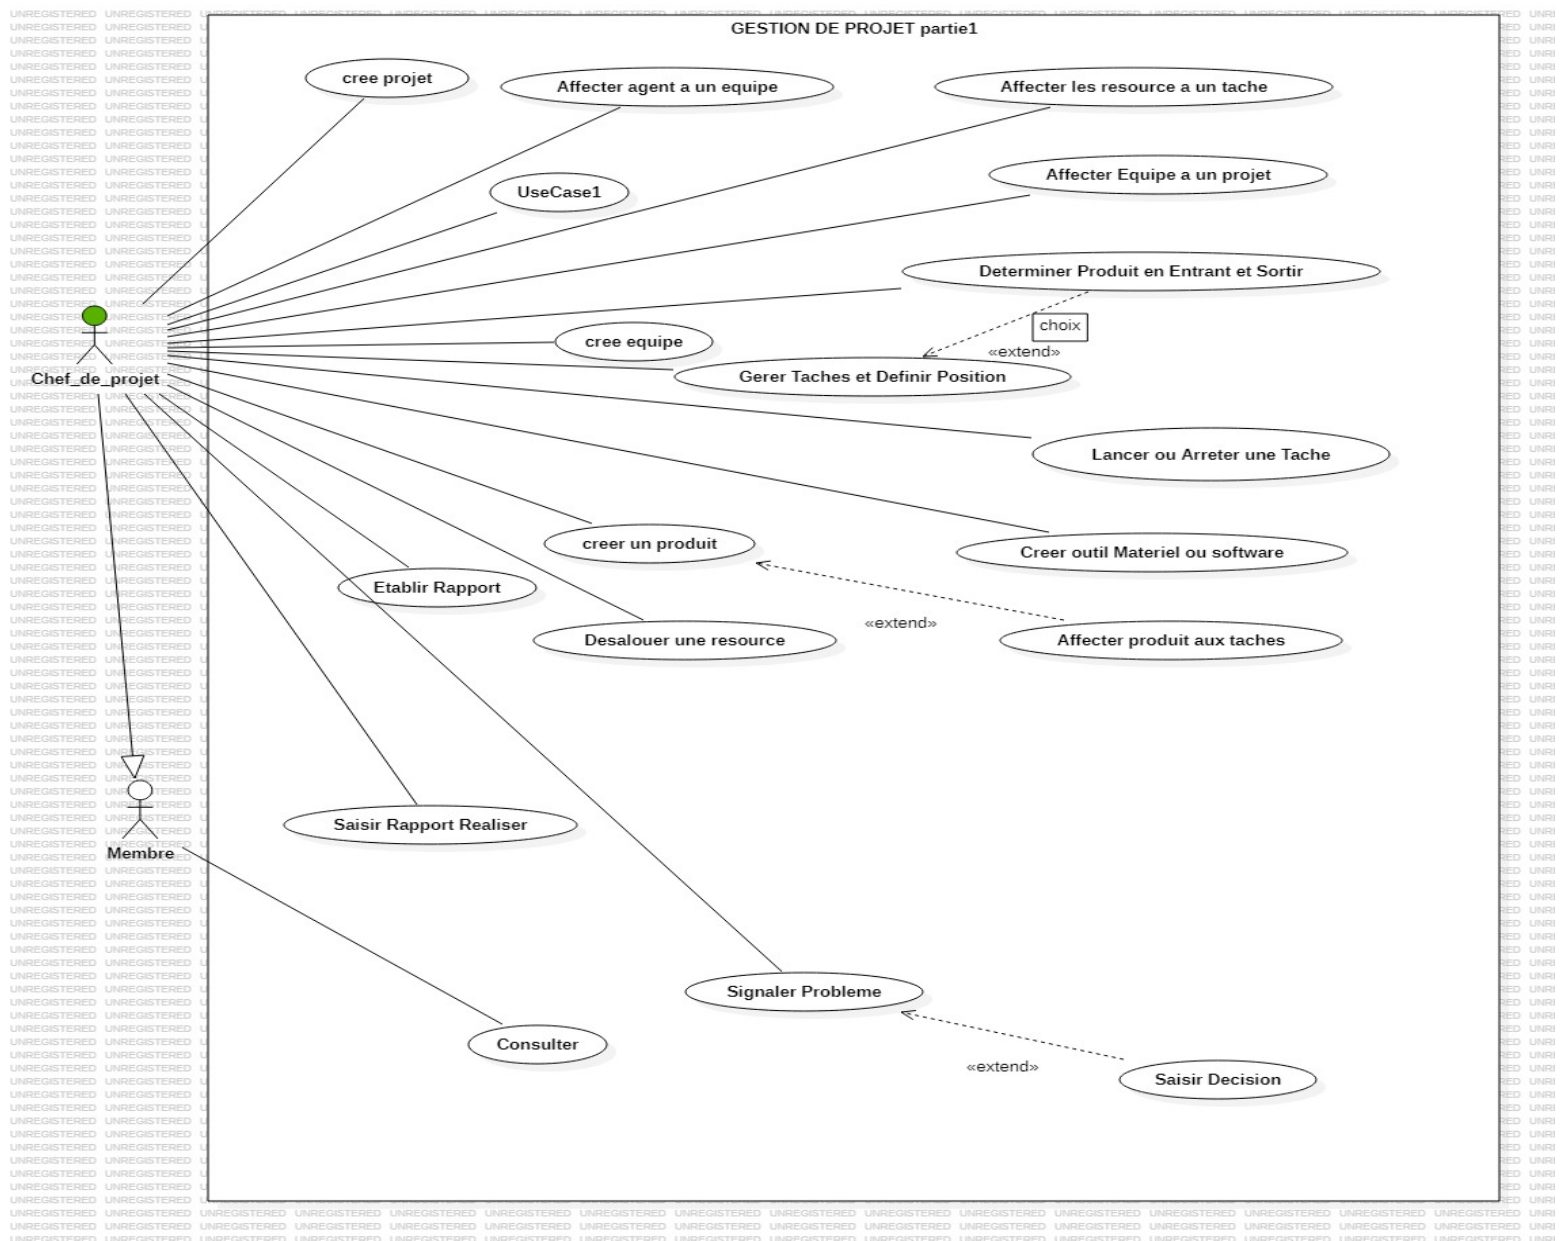 GESTION DE PROJET partie1
cree projet
Affecter agent a un equipe
Affecter les resource a un tache
Affecter Equipe a un projet
UseCase1
Determiner Produit en Entrant et Sortir
choix
cree equipe
«extend»
Chef_de_projet
Gerer Taches et Definir Position
Lancer ou Arreter une Tache
creer un produit
Creer outil Materiel ou software
Etablir Rapport
«extend»
Desalouer une resource
Affecter produit aux taches
Saisir Rapport Realiser
Membre
Signaler Probleme
Consulter
«extend»
Saisir Decision
UNREGISTERED